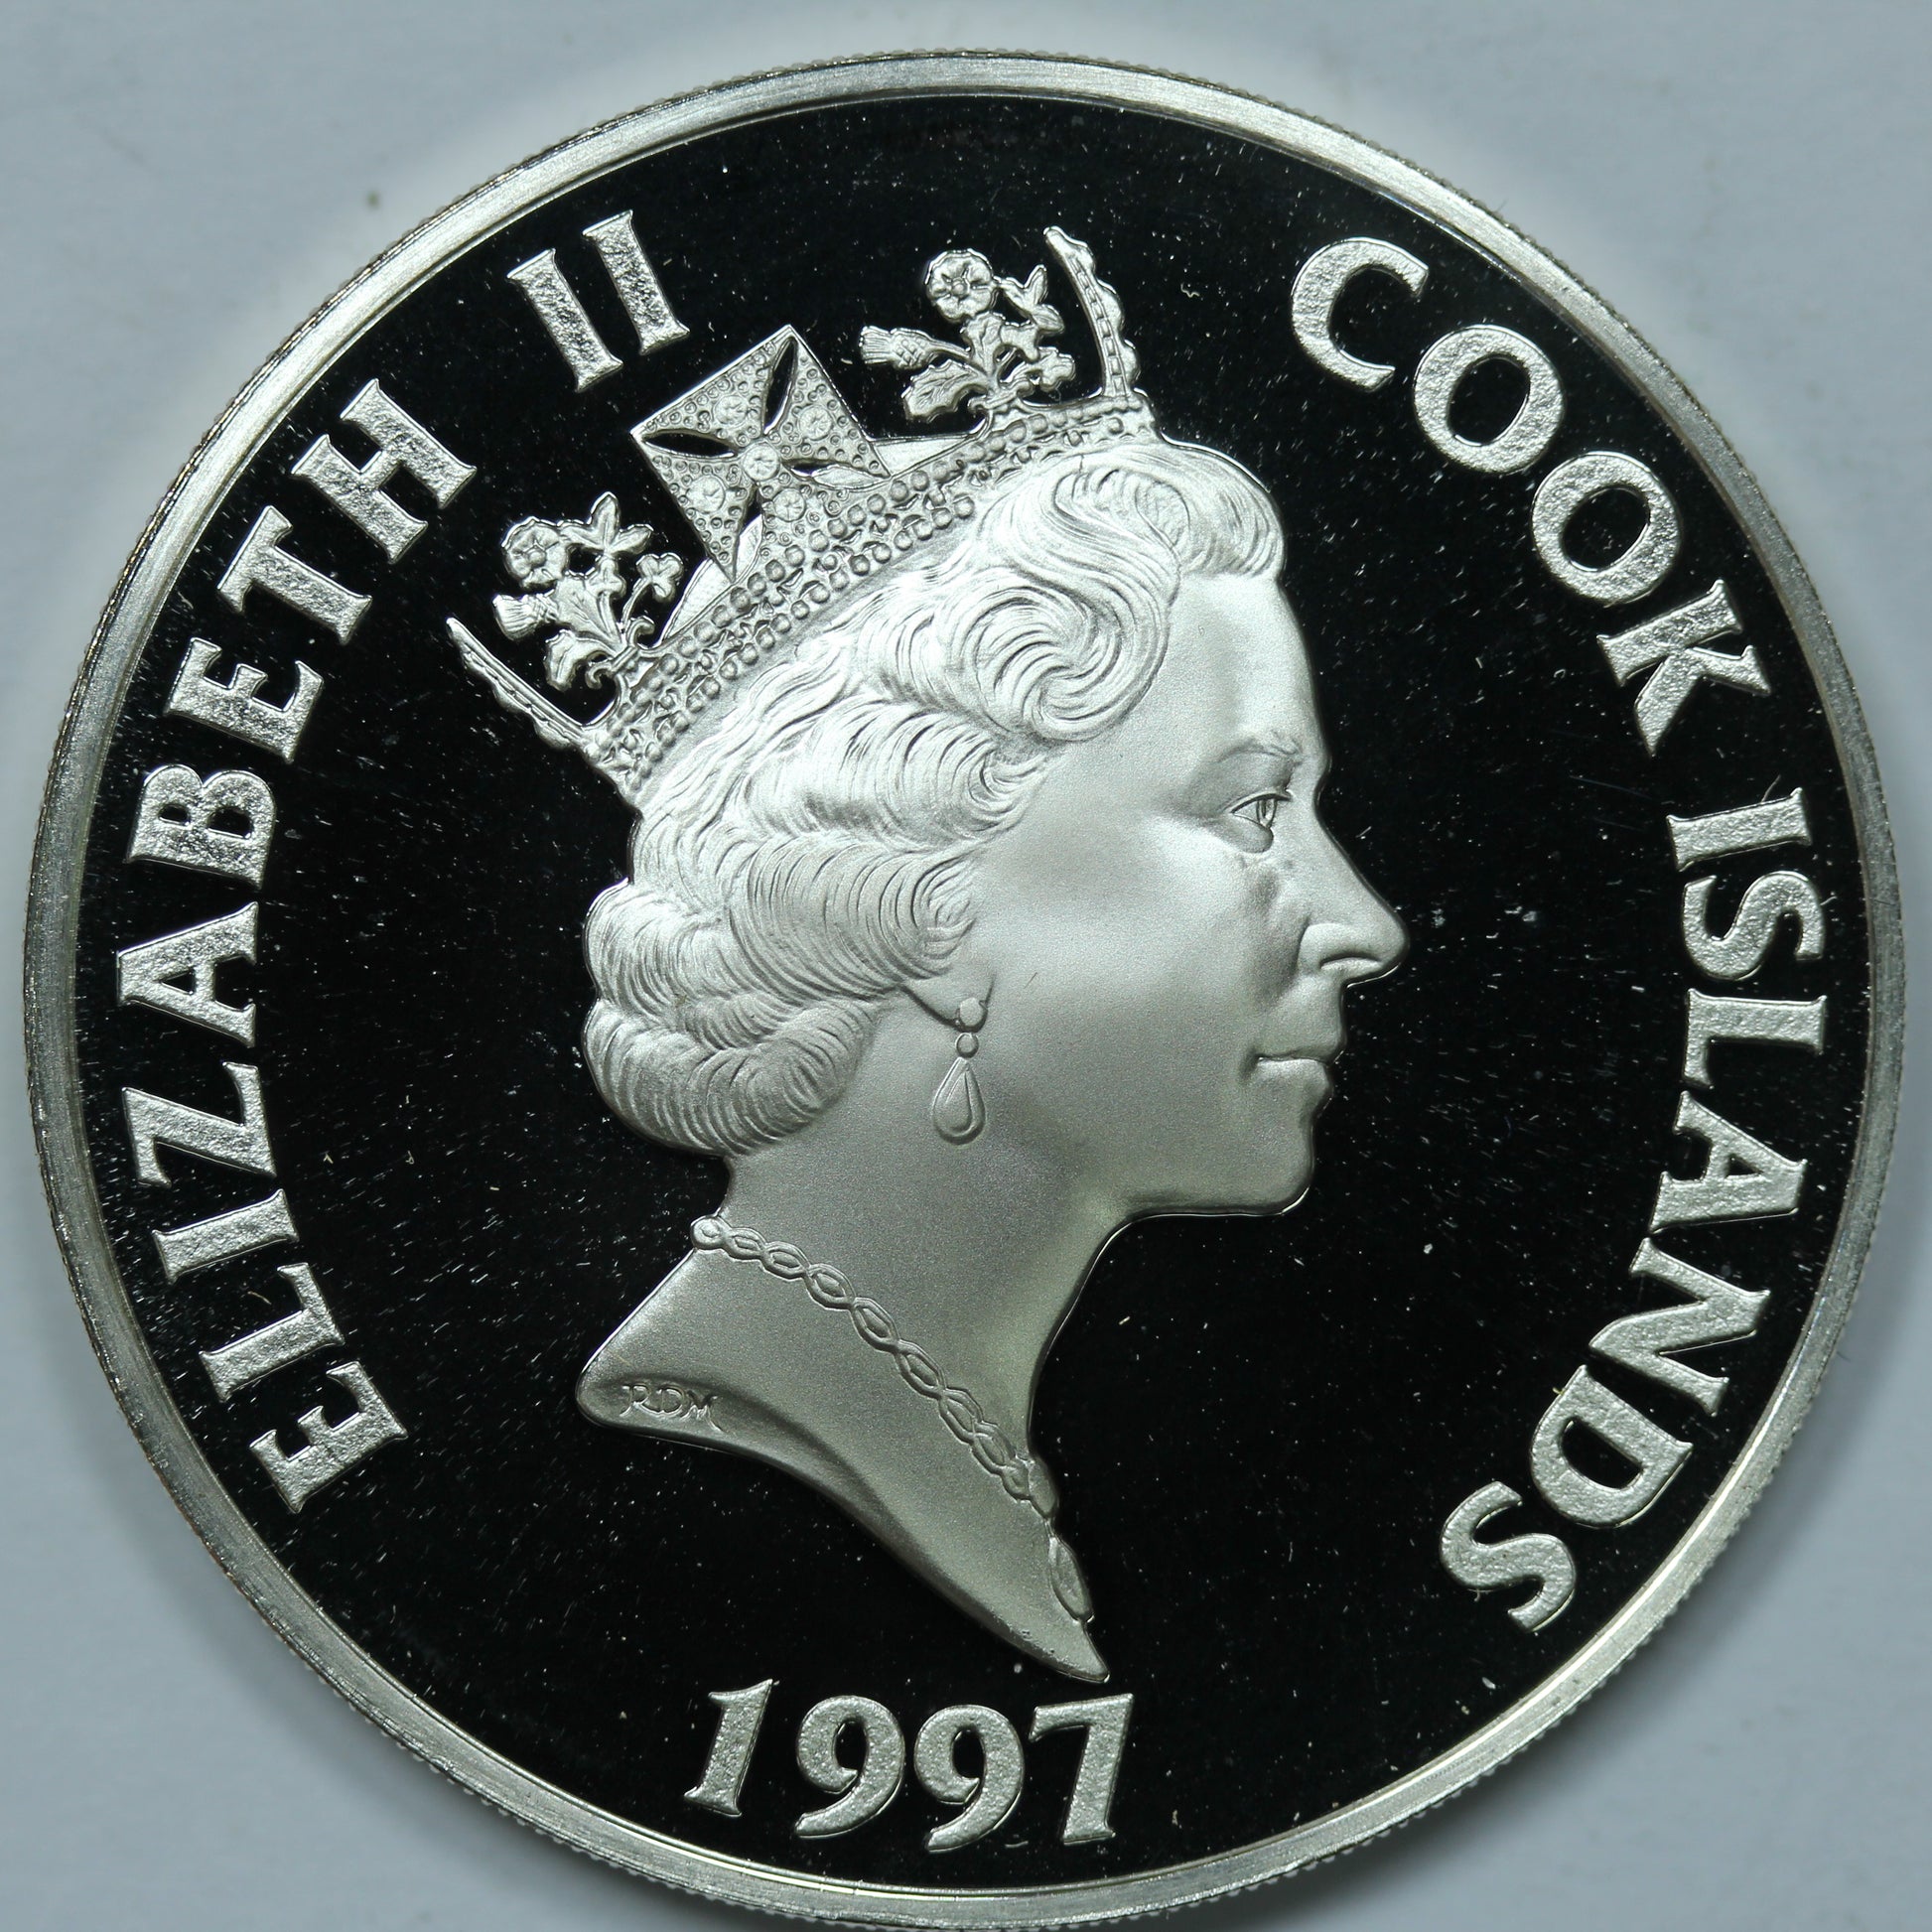 ELIZABETH II
COOK ISLANDS
RDM
1997